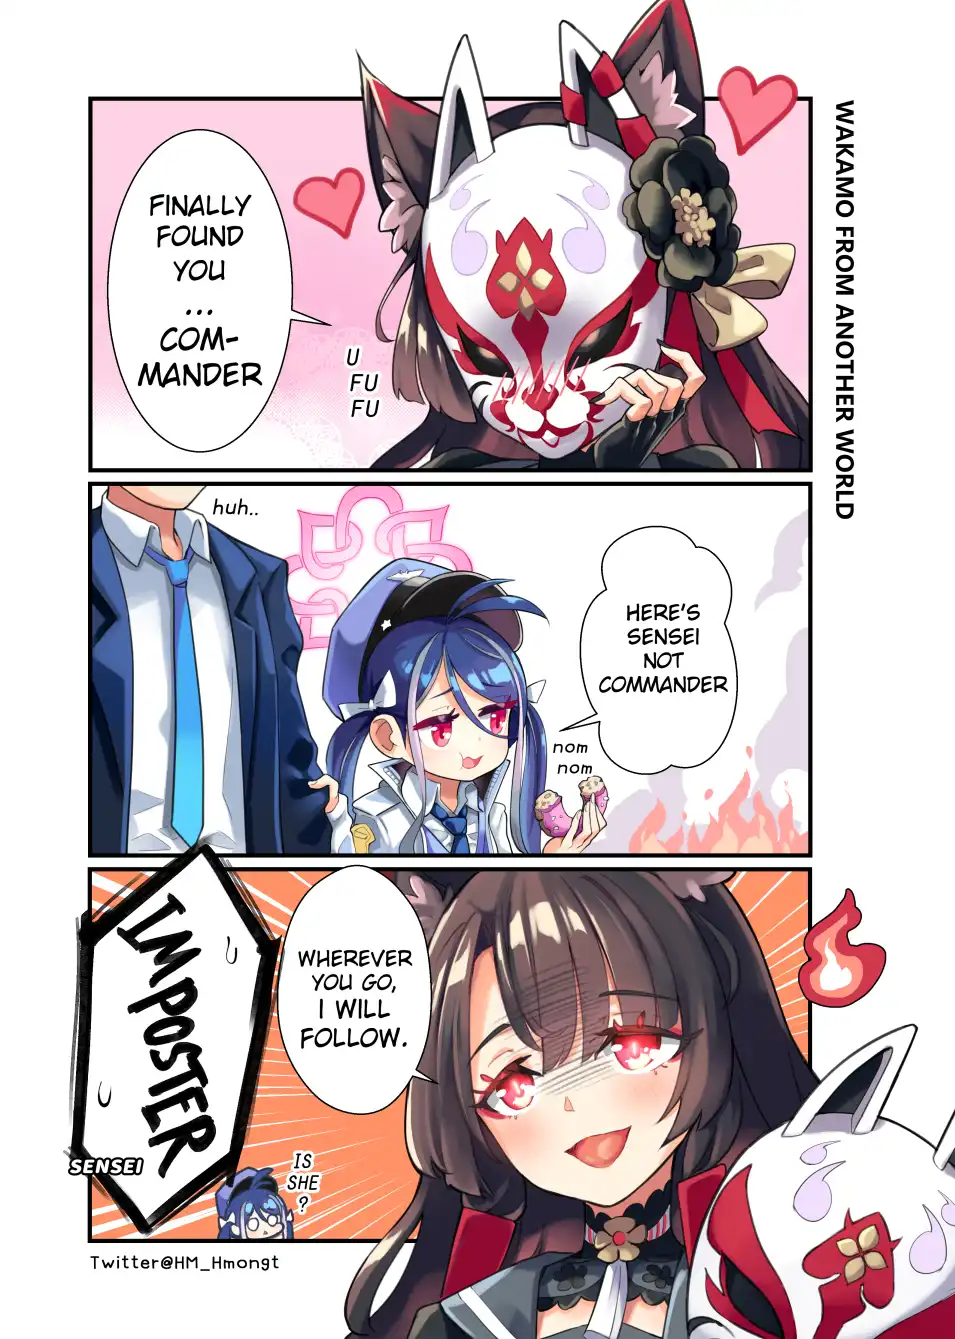 WAKAMO FROM ANOTHER WORLD
FINALLY
FOUND
YOU
...
COM-
MANDER
U
FU
FU
huh..
HERE'S
SENSEI
NOT
COMMANDER
nom
nom
WHEREVER
YOU GO,
I WILL
FOLLOW.
IMPOSTER
SENSEI
IS
SHE
?
Twitter@HM_Hmongt